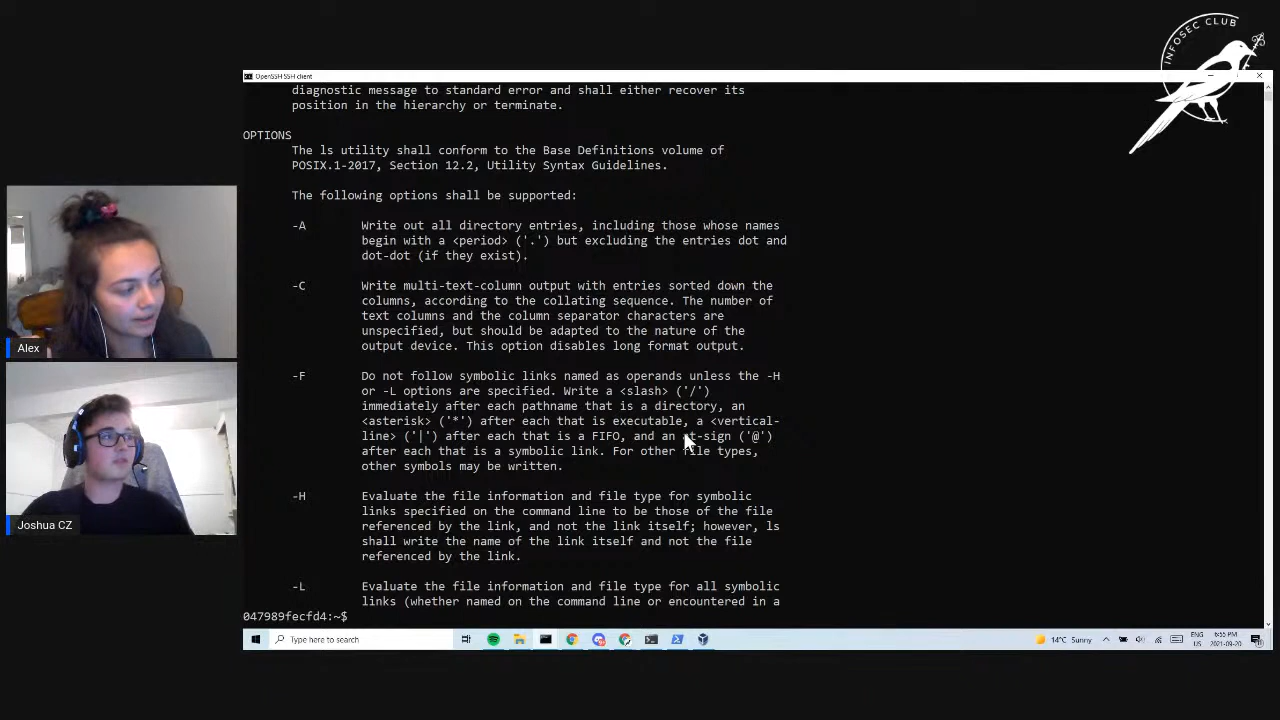 INFOSEC CLUB
OpenSSH SSH client
diagnostic message to standard error and shall either recover its
position in the hierarchy or terminate.
OPTIONS
The ls utility shall conform to the Base Definitions volume of
POSIX.1-2017, Section 12.2, Utility Syntax Guidelines.
The following options shall be supported:
-A Write out all directory entries, including those whose names
begin with a <period> ('.') but excluding the entries dot and
dot-dot (if they exist).
-C Write multi-text-column output with entries sorted down the
columns, according to the collating sequence. The number of
text columns and the column separator characters are
unspecified, but should be adapted to the nature of the
output device. This option disables long format output.
-F Do not follow symbolic links named as operands unless the -H
or -L options are specified. Write a <slash> ('/')
immediately after each pathname that is a directory, an
<asterisk> ('*') after each that is executable, a <vertical-
line> ('|') after each that is a FIFO, and an at-sign ('@')
after each that is a symbolic link. For other file types,
other symbols may be written.
-H Evaluate the file information and file type for symbolic
links specified on the command line to be those of the file
referenced by the link, and not the link itself; however, ls
shall write the name of the link itself and not the file
referenced by the link.
-L Evaluate the file information and file type for all symbolic
links (whether named on the command line or encountered in a
047989fecfd4:~$
Alex
Joshua CZ
Type here to search
14°C Sunny
ENG
US
6:55 PM
2021-09-20